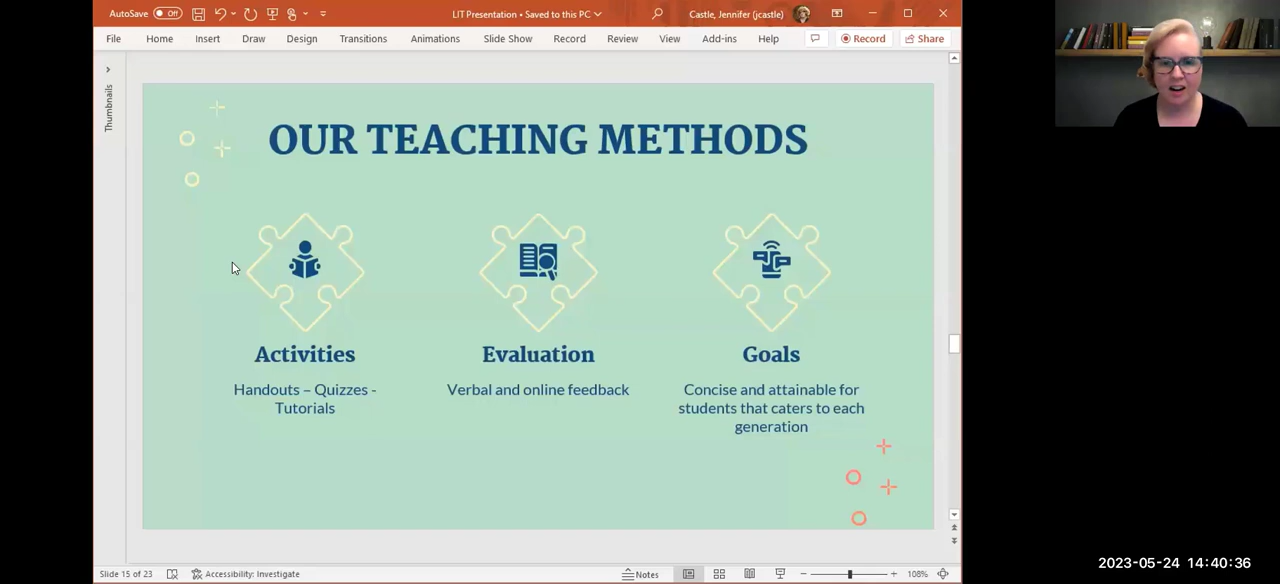 AutoSave Off LIT Presentation • Saved to this PC Castle, Jennifer (jcastle)
File Home Insert Draw Design Transitions Animations Slide Show Record Review View Add-ins Help Record Share
Thumbnails
OUR TEACHING METHODS
Activities
Handouts – Quizzes -
Tutorials
Evaluation
Verbal and online feedback
Goals
Concise and attainable for
students that caters to each
generation
Slide 15 of 23 Accessibility: Investigate Notes 108%
2023-05-24 14:40:36